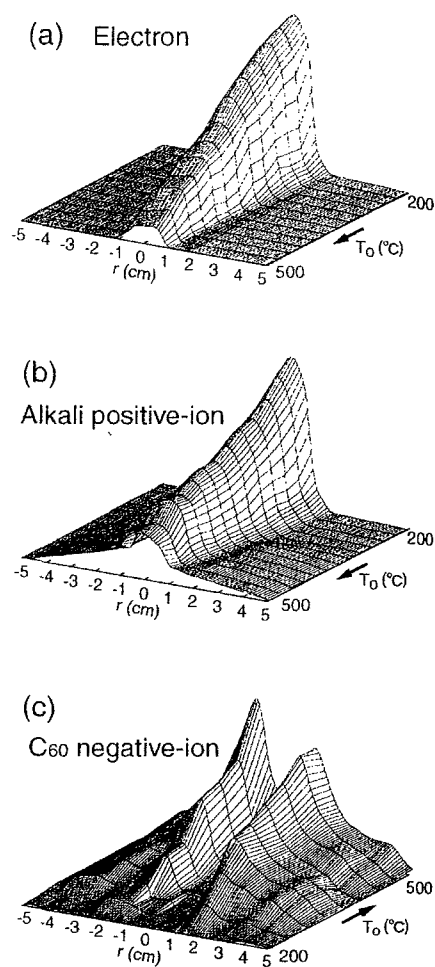 (a) Electron
200
-5 -4 -3 -2 -1 0 1 2 3 4 5
r (cm)
500
T₀ (°C)
(b)
Alkali positive-ion
200
-5 -4 -3 -2 -1 0 1 2 3 4 5
r (cm)
500
T₀ (°C)
(c)
C₆₀ negative-ion
500
-5 -4 -3 -2 -1 0 1 2 3 4 5
r (cm)
200
T₀ (°C)